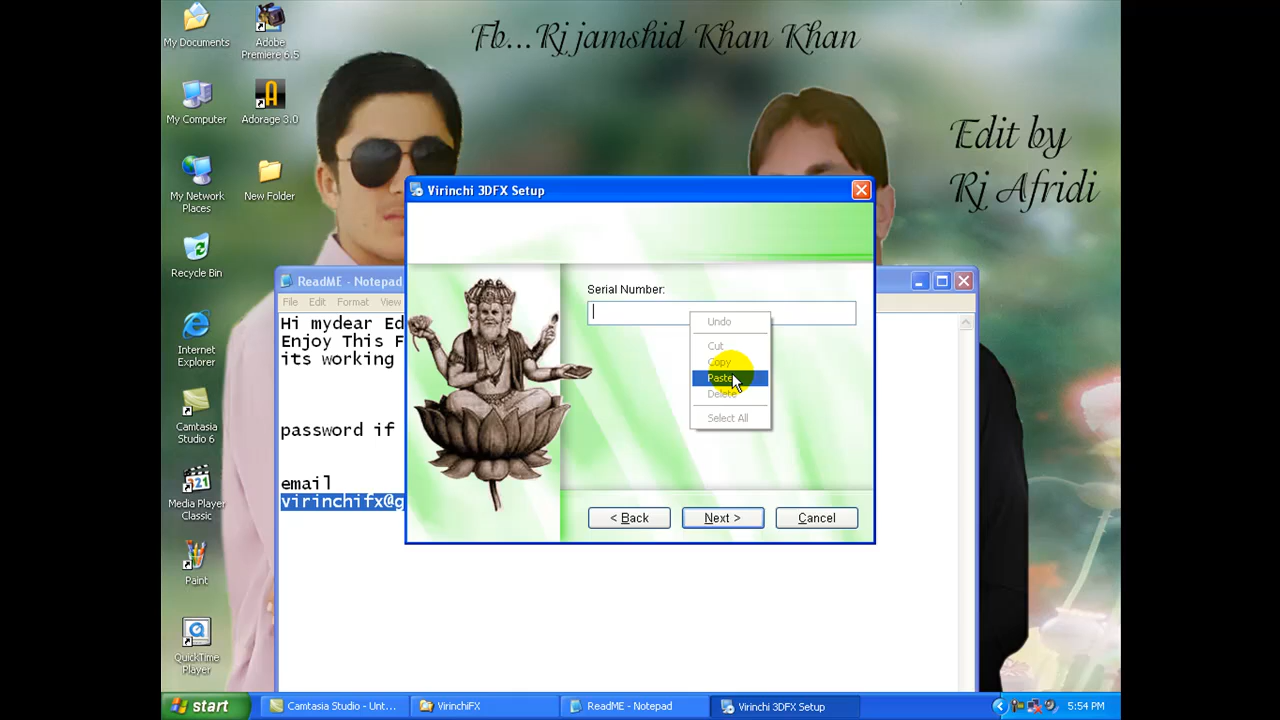 Fb...Rj jamshid Khan Khan
Edit by
Rj Afridi
My Documents
Adobe
Premiere 6.5
My Computer
Adorage 3.0
My Network
Places
New Folder
Recycle Bin
Internet
Explorer
Camtasia
Studio 6
Media Player
Classic
Paint
QuickTime
Player
ReadME - Notepad
File Edit Format View
Hi mydear Ed
Enjoy This F
its working
password if
email
virinchifx@g
Virinchi 3DFX Setup
Serial Number:
Undo
Cut
Copy
Paste
Delete
Select All
< Back
Next >
Cancel
start
Camtasia Studio - Unt...
VirinchiFX
ReadME - Notepad
Virinchi 3DFX Setup
5:54 PM